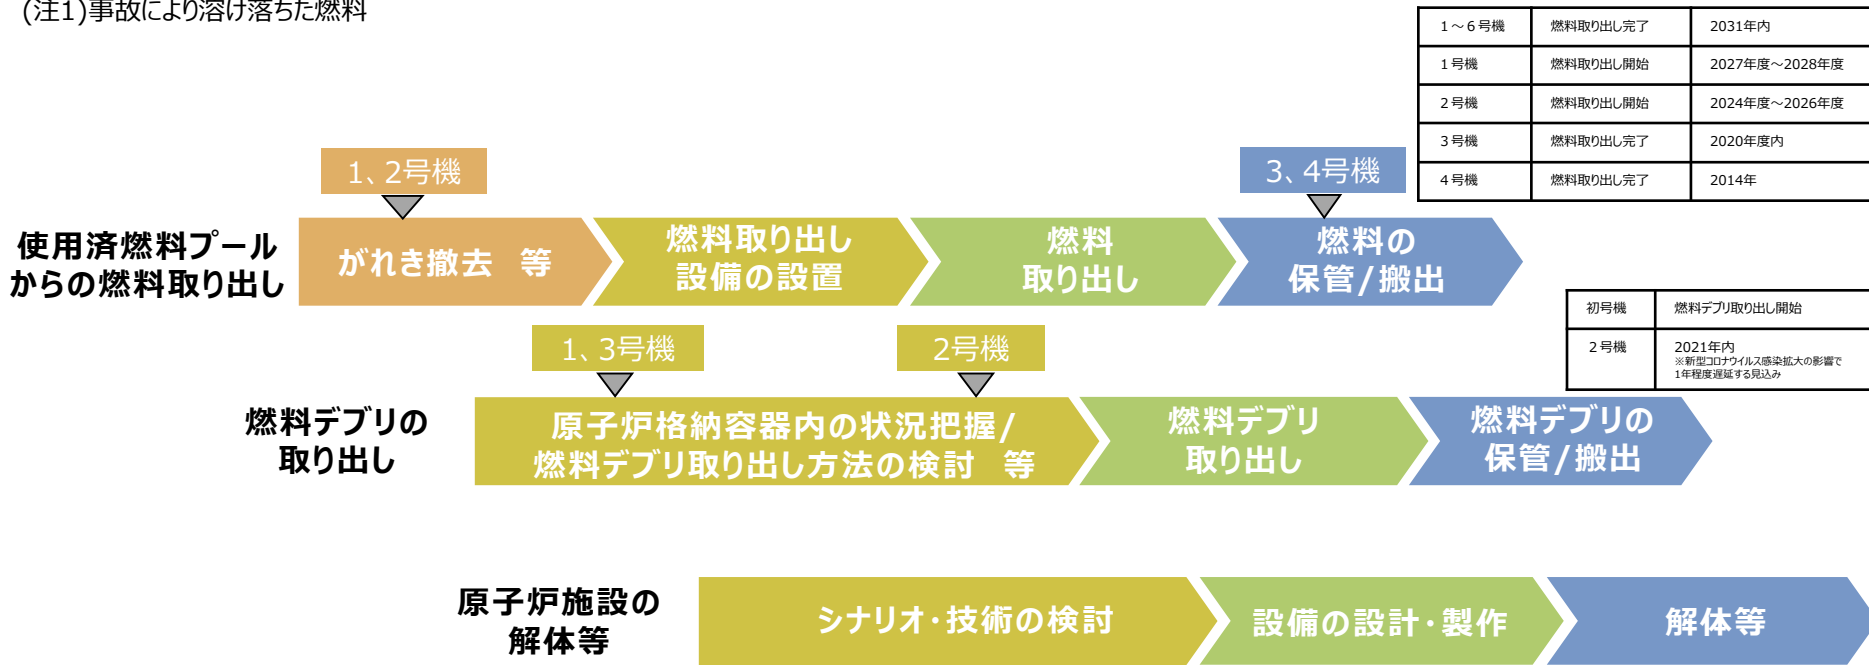 (注1)事故により溶け落ちた燃料
1～6号機 燃料取り出し完了 2031年内
1号機 燃料取り出し開始 2027年度～2028年度
2号機 燃料取り出し開始 2024年度～2026年度
3号機 燃料取り出し完了 2020年度内
4号機 燃料取り出し完了 2014年
1、2号機
3、4号機
使用済燃料プール
からの燃料取り出し
がれき撤去 等
燃料取り出し
設備の設置
燃料
取り出し
燃料の
保管/搬出
初号機 燃料デブリ取り出し開始
2号機 2021年内
※新型コロナウイルス感染拡大の影響で
1年程度遅延する見込み
1、3号機
2号機
燃料デブリの
取り出し
原子炉格納容器内の状況把握/
燃料デブリ取り出し方法の検討 等
燃料デブリ
取り出し
燃料デブリの
保管/搬出
原子炉施設の
解体等
シナリオ・技術の検討
設備の設計・製作
解体等